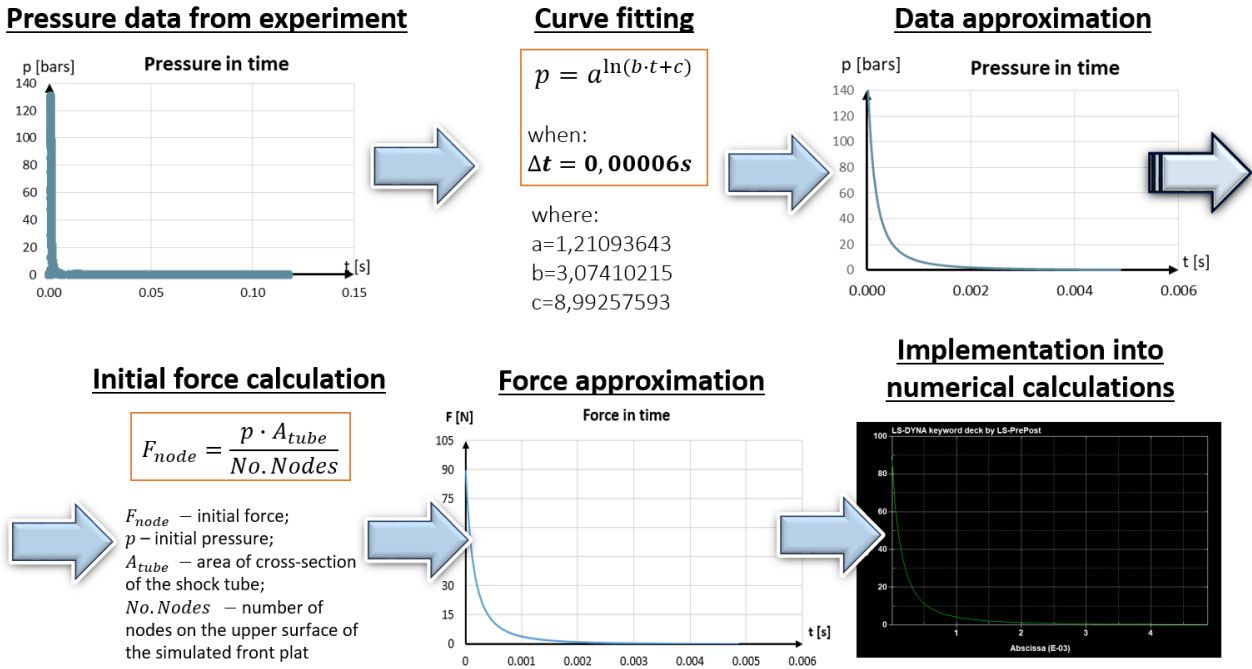 Pressure data from experiment
p [bars]
Pressure in time
140
120
100
80
60
40
20
0
t [s]
0.00
0.05
0.10
0.15
Curve fitting
p = a^ln(b·t+c)
when:
Δt = 0,00006s
where:
a=1,21093643
b=3,07410215
c=8,99257593
Data approximation
p [bars]
Pressure in time
140
120
100
80
60
40
20
0
t [s]
0.000
0.002
0.004
0.006
Initial force calculation
F_node = p · A_tube / No. Nodes
F_node – initial force;
p – initial pressure;
A_tube – area of cross-section
of the shock tube;
No. Nodes – number of
nodes on the upper surface of
the simulated front plat
Force approximation
F [N]
Force in time
105
90
75
30
15
0
t [s]
0
0.001
0.002
0.003
0.004
0.005
0.006
Implementation into
numerical calculations
LS-DYNA keyword deck by LS-PrePost
100
80
60
40
20
0
1
2
3
4
Abscissa (E-03)